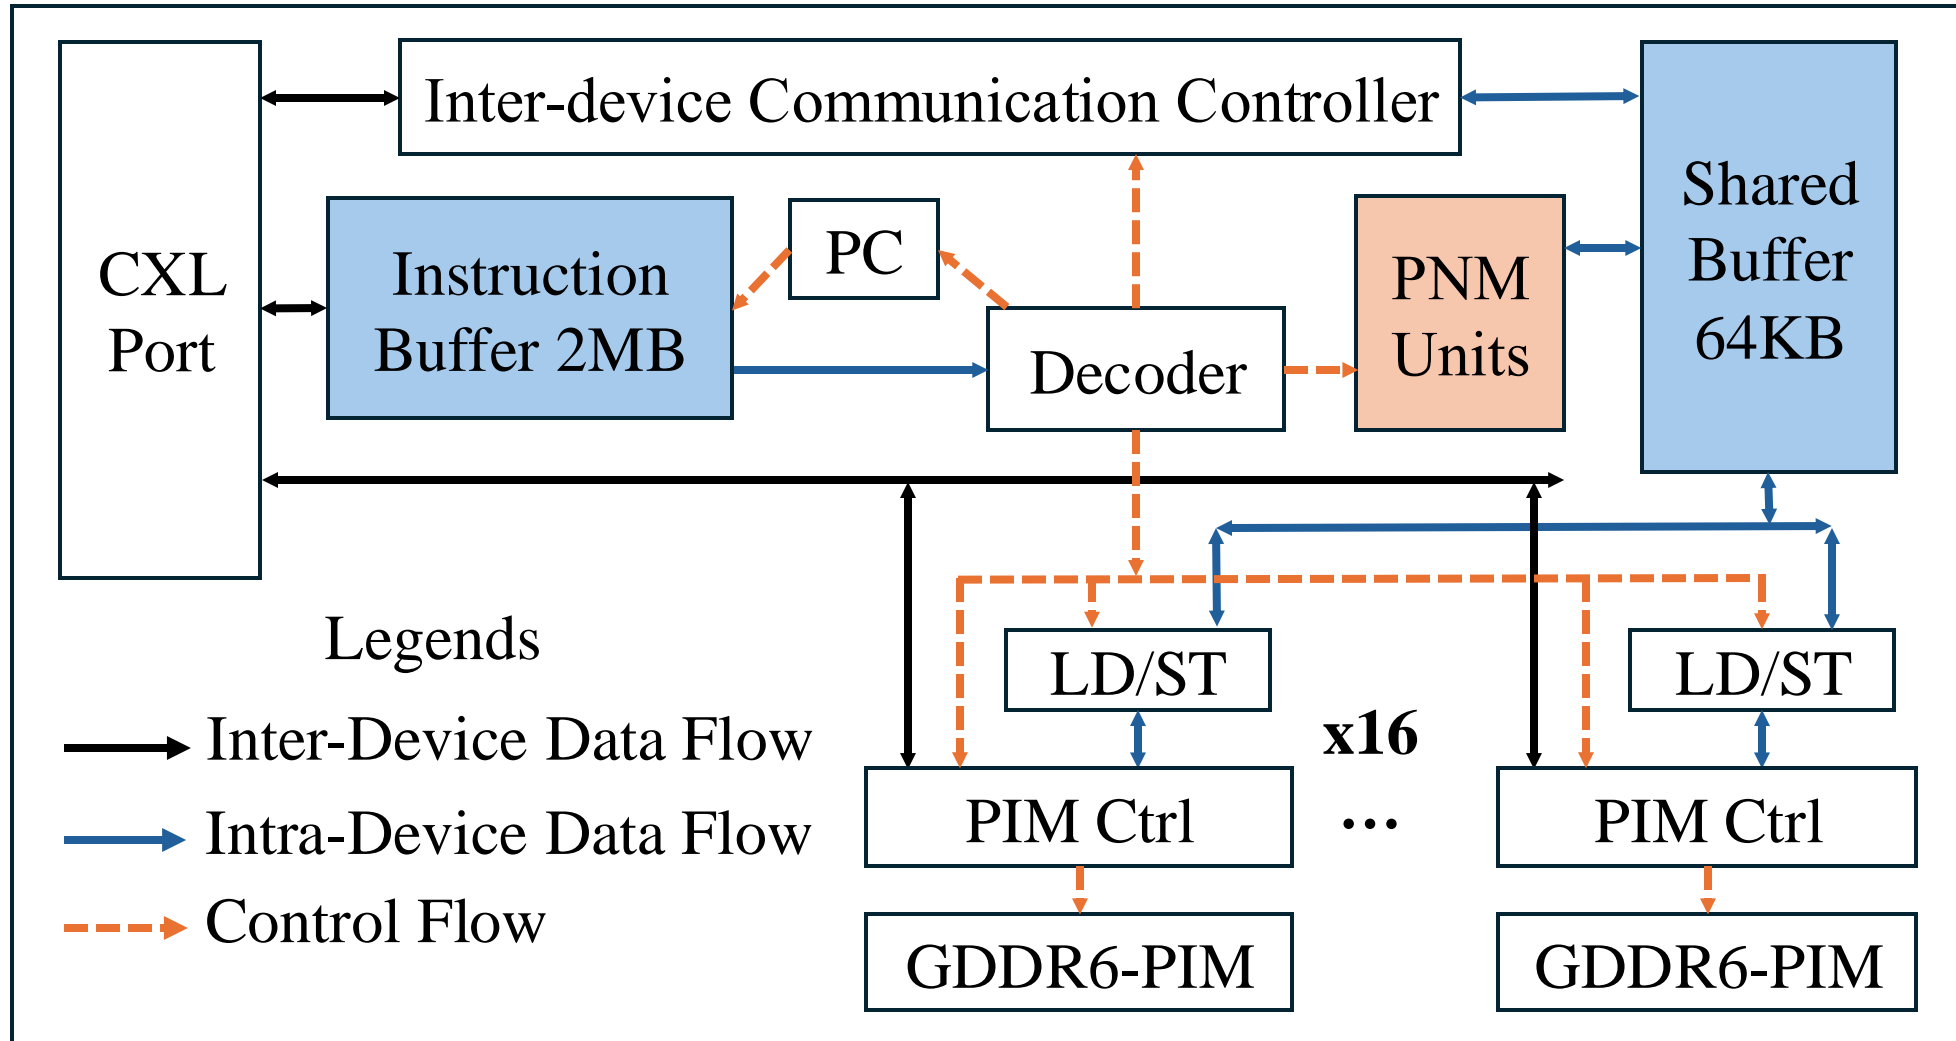 Inter-device Communication Controller
CXL
Port
Instruction
Buffer 2MB
PC
Decoder
PNM
Units
Shared
Buffer
64KB
Legends
Inter-Device Data Flow
Intra-Device Data Flow
Control Flow
LD/ST
LD/ST
x16
PIM Ctrl
...
PIM Ctrl
GDDR6-PIM
GDDR6-PIM